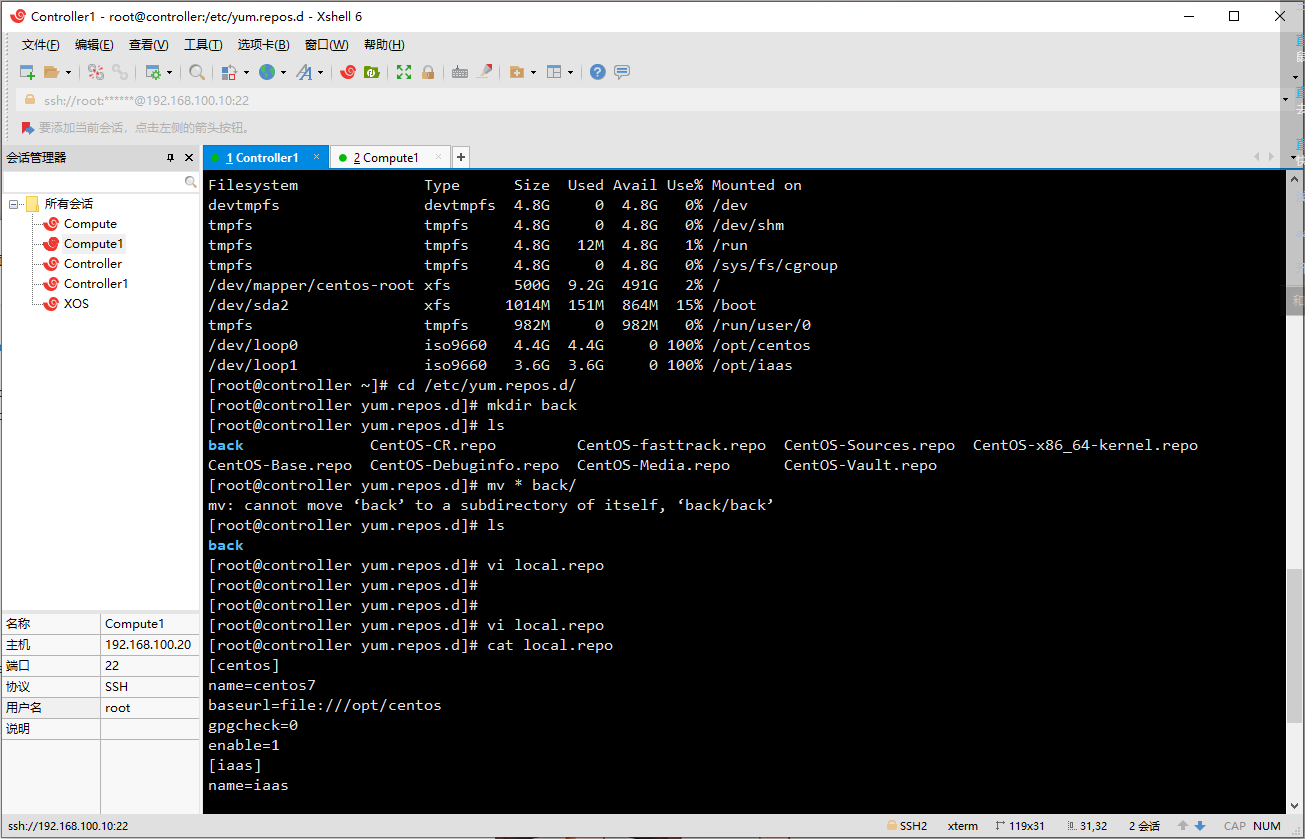 Controller1 - root@controller:/etc/yum.repos.d - Xshell 6
文件(F) 编辑(E) 查看(V) 工具(T) 选项卡(B) 窗口(W) 帮助(H)
ssh://root:******@192.168.100.10:22
要添加当前会话，点击左侧的箭头按钮。
会话管理器
所有会话
Compute
Compute1
Controller
Controller1
XOS
名称 Compute1
主机 192.168.100.20
端口 22
协议 SSH
用户名 root
说明
1 Controller1 × 2 Compute1 × +
Filesystem Type Size Used Avail Use% Mounted on
devtmpfs devtmpfs 4.8G 0 4.8G 0% /dev
tmpfs tmpfs 4.8G 0 4.8G 0% /dev/shm
tmpfs tmpfs 4.8G 12M 4.8G 1% /run
tmpfs tmpfs 4.8G 0 4.8G 0% /sys/fs/cgroup
/dev/mapper/centos-root xfs 500G 9.2G 491G 2% /
/dev/sda2 xfs 1014M 151M 864M 15% /boot
tmpfs tmpfs 982M 0 982M 0% /run/user/0
/dev/loop0 iso9660 4.4G 4.4G 0 100% /opt/centos
/dev/loop1 iso9660 3.6G 3.6G 0 100% /opt/iaas
[root@controller ~]# cd /etc/yum.repos.d/
[root@controller yum.repos.d]# mkdir back
[root@controller yum.repos.d]# ls
back CentOS-CR.repo CentOS-fasttrack.repo CentOS-Sources.repo CentOS-x86_64-kernel.repo
CentOS-Base.repo CentOS-Debuginfo.repo CentOS-Media.repo CentOS-Vault.repo
[root@controller yum.repos.d]# mv * back/
mv: cannot move ‘back’ to a subdirectory of itself, ‘back/back’
[root@controller yum.repos.d]# ls
back
[root@controller yum.repos.d]# vi local.repo
[root@controller yum.repos.d]#
[root@controller yum.repos.d]#
[root@controller yum.repos.d]# vi local.repo
[root@controller yum.repos.d]# cat local.repo
[centos]
name=centos7
baseurl=file:///opt/centos
gpgcheck=0
enable=1
[iaas]
name=iaas
和
ssh://192.168.100.10:22 SSH2 xterm 119x31 31,32 2 会话 CAP NUM